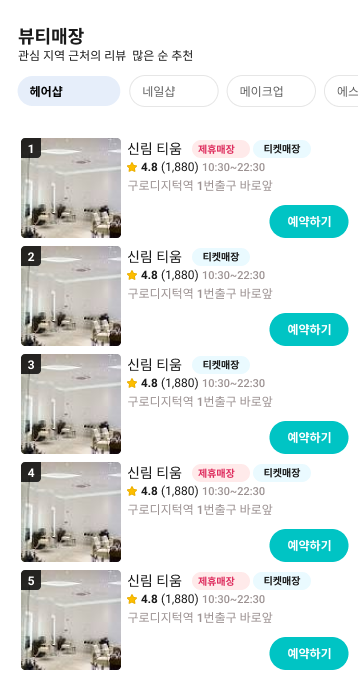 뷰티매장
관심 지역 근처의 리뷰 많은 순 추천
헤어샵 네일샵 메이크업 에스
1 신림 티움 제휴매장 티켓매장
4.8 (1,880) 10:30~22:30
구로디지턱역 1번출구 바로앞
예약하기
2 신림 티움 티켓매장
4.8 (1,880) 10:30~22:30
구로디지턱역 1번출구 바로앞
예약하기
3 신림 티움 티켓매장
4.8 (1,880) 10:30~22:30
구로디지턱역 1번출구 바로앞
예약하기
4 신림 티움 제휴매장 티켓매장
4.8 (1,880) 10:30~22:30
구로디지턱역 1번출구 바로앞
예약하기
5 신림 티움 제휴매장 티켓매장
4.8 (1,880) 10:30~22:30
구로디지턱역 1번출구 바로앞
예약하기